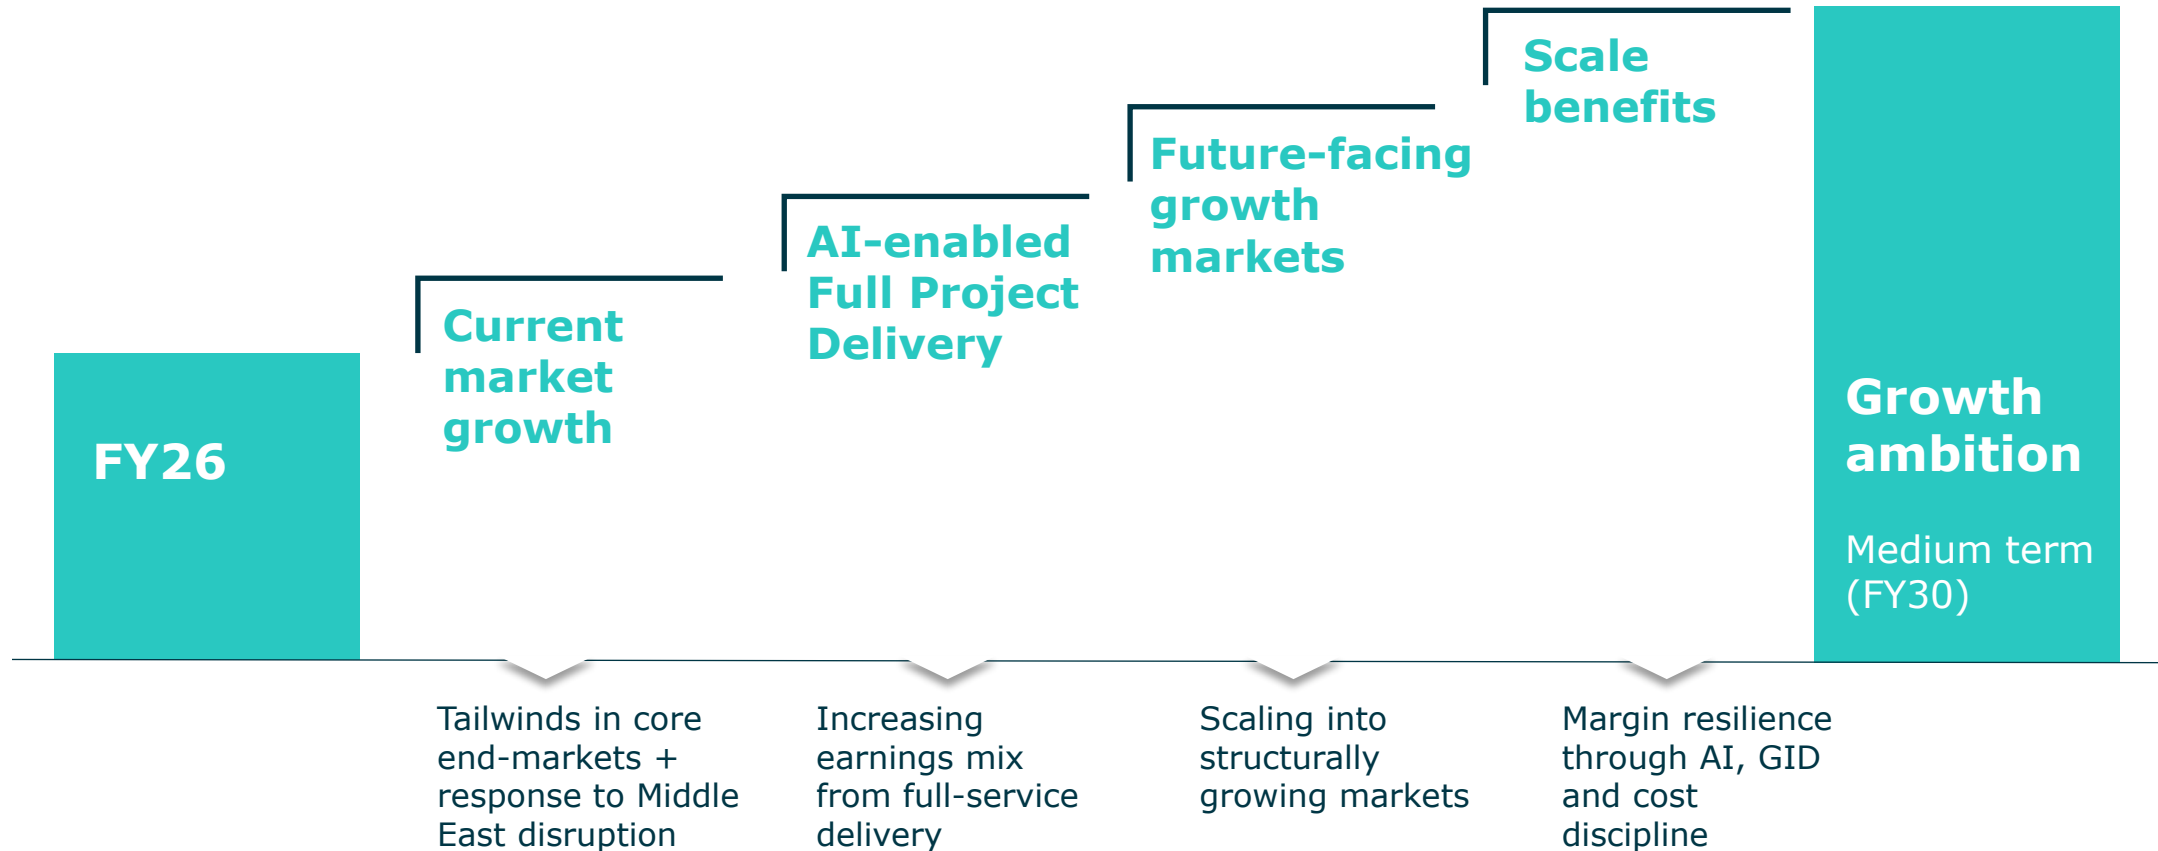 FY26
Current
market
growth
AI-enabled
Full Project
Delivery
Future-facing
growth
markets
Scale
benefits
Growth
ambition
Medium term
(FY30)
Tailwinds in core
end-markets +
response to Middle
East disruption
Increasing
earnings mix
from full-service
delivery
Scaling into
structurally
growing markets
Margin resilience
through AI, GID
and cost
discipline